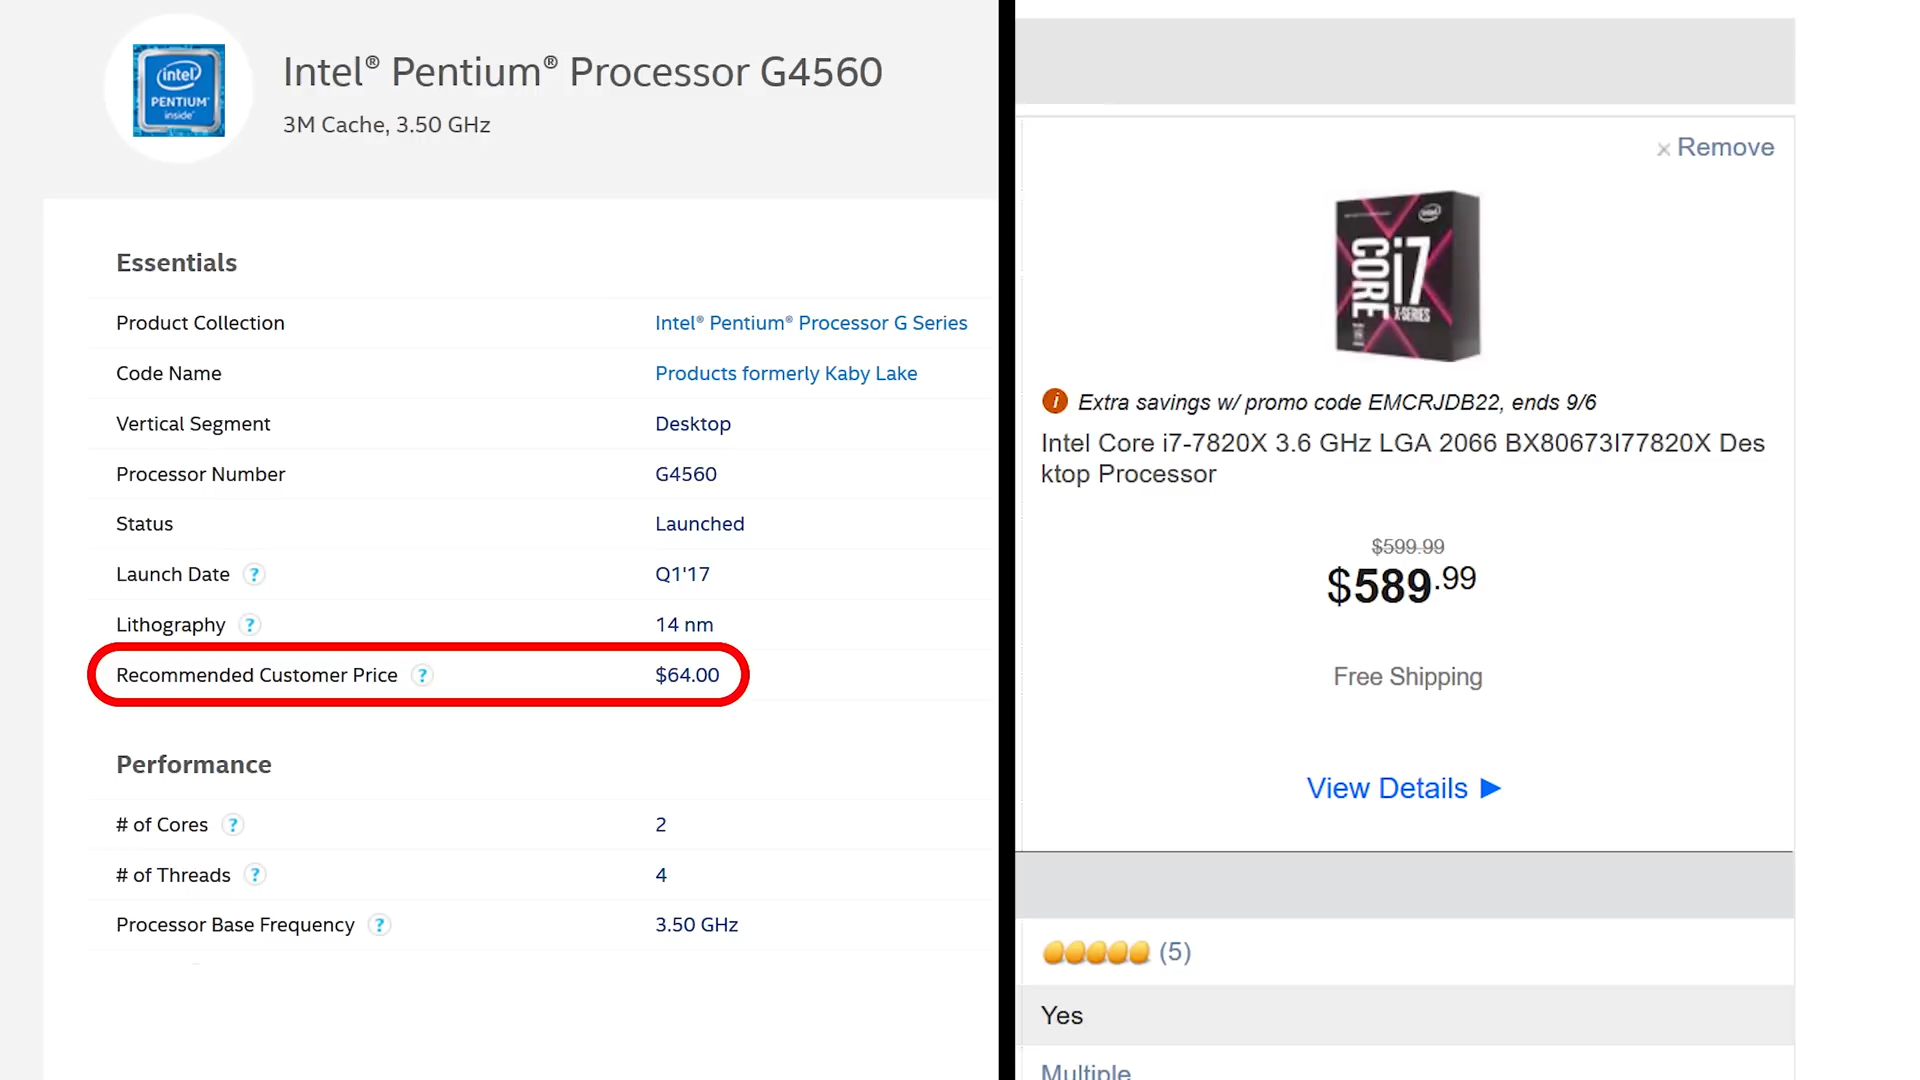 intel
PENTIUM
inside
Intel® Pentium® Processor G4560
3M Cache, 3.50 GHz
Essentials
Product Collection Intel® Pentium® Processor G Series
Code Name Products formerly Kaby Lake
Vertical Segment Desktop
Processor Number G4560
Status Launched
Launch Date ? Q1'17
Lithography ? 14 nm
Recommended Customer Price ? $64.00
Performance
# of Cores ? 2
# of Threads ? 4
Processor Base Frequency ? 3.50 GHz
× Remove
intel
CORE i7
X-SERIES
i Extra savings w/ promo code EMCRJDB22, ends 9/6
Intel Core i7-7820X 3.6 GHz LGA 2066 BX80673I77820X Des
ktop Processor
$599.99
$589.99
Free Shipping
View Details ▶
(5)
Yes
Multiple